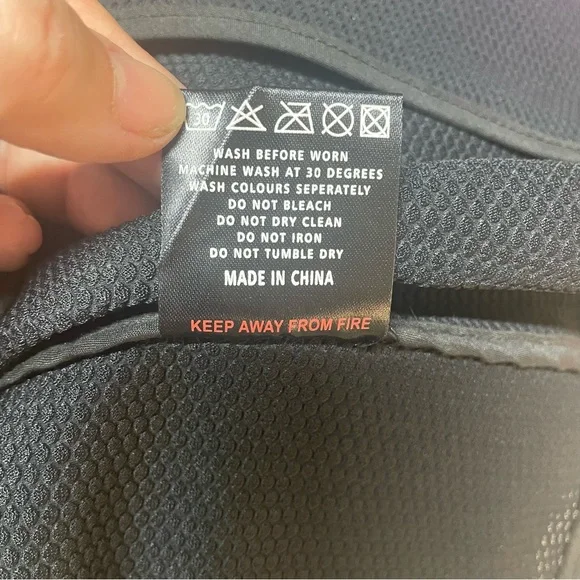 30
WASH BEFORE WORN
MACHINE WASH AT 30 DEGREES
WASH COLOURS SEPERATELY
DO NOT BLEACH
DO NOT DRY CLEAN
DO NOT IRON
DO NOT TUMBLE DRY
MADE IN CHINA
KEEP AWAY FROM FIRE